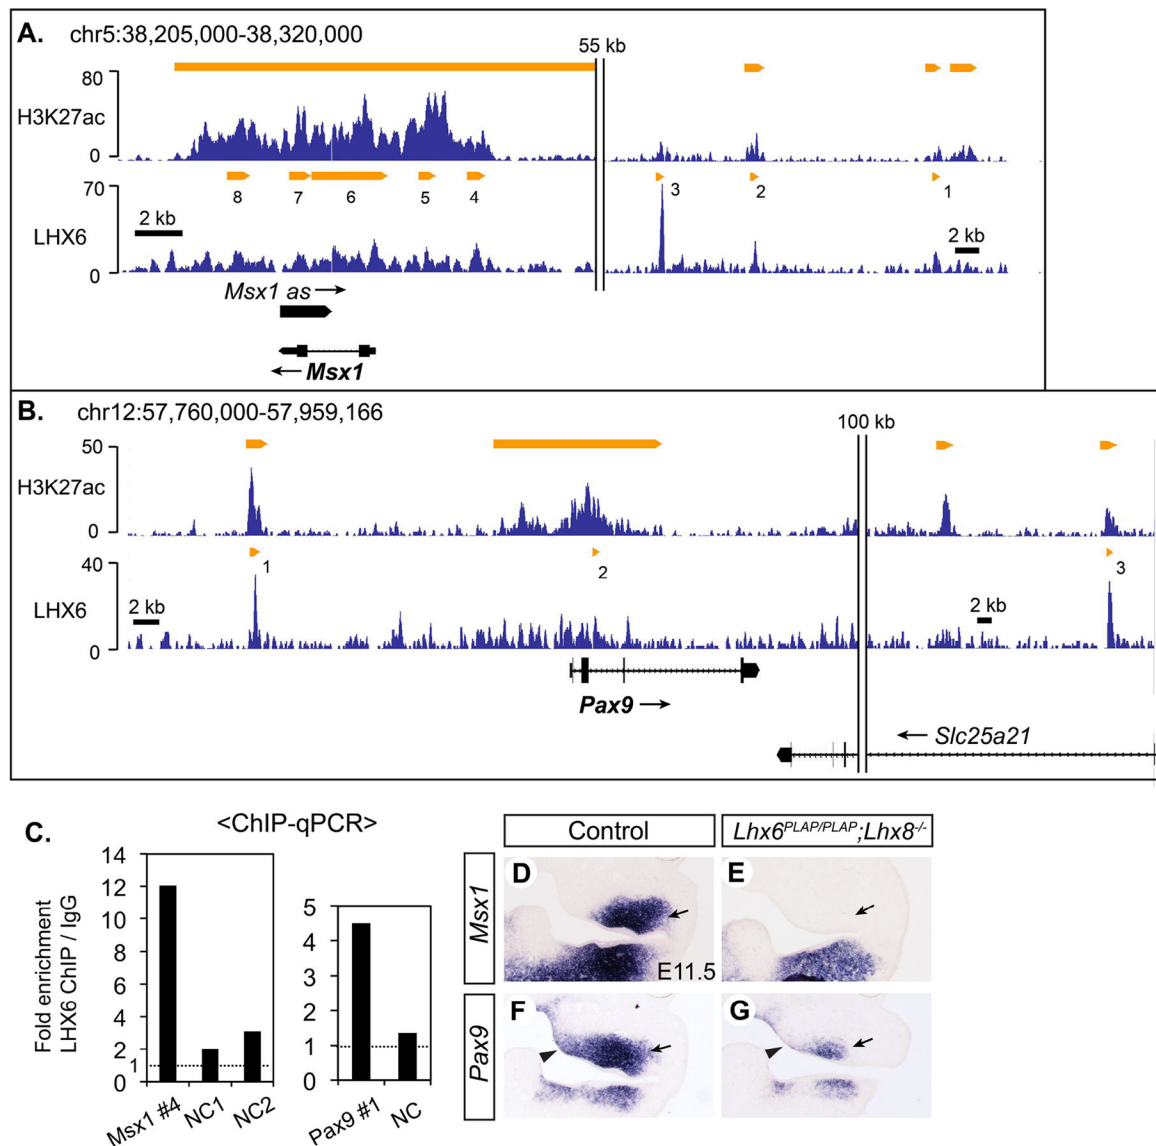 A. chr5:38,205,000-38,320,000
55 kb
80
H3K27ac
0
8 7 6 5 4 3 2 1
70
2 kb
LHX6
2 kb
0
Msx1 as →
← Msx1
B. chr12:57,760,000-57,959,166
100 kb
50
H3K27ac
0
1 2 3
40
2 kb
LHX6
2 kb
0
Pax9 →
← Slc25a21
C. <ChIP-qPCR>
Fold enrichment
LHX6 ChIP / IgG
14
12
10
8
6
4
2
1
0
Msx1 #4 NC1 NC2
5
4
3
2
1
0
Pax9 #1 NC
Control Lhx6PLAP/PLAP;Lhx8-/-
Msx1
D E
E11.5
Pax9
F G